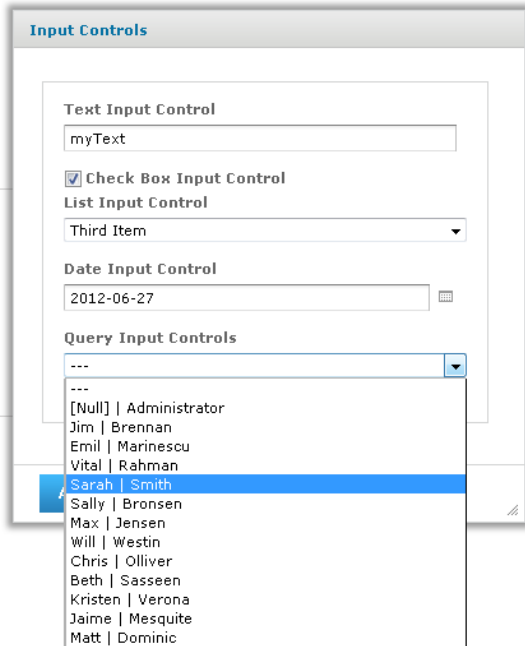 Input Controls
Text Input Control
myText
Check Box Input Control
List Input Control
Third Item
Date Input Control
2012-06-27
Query Input Controls
---
---
[Null] | Administrator
Jim | Brennan
Emil | Marinescu
Vital | Rahman
Sarah | Smith
Sally | Bronsen
Max | Jensen
Will | Westin
Chris | Olliver
Beth | Sasseen
Kristen | Verona
Jaime | Mesquite
Matt | Dominic